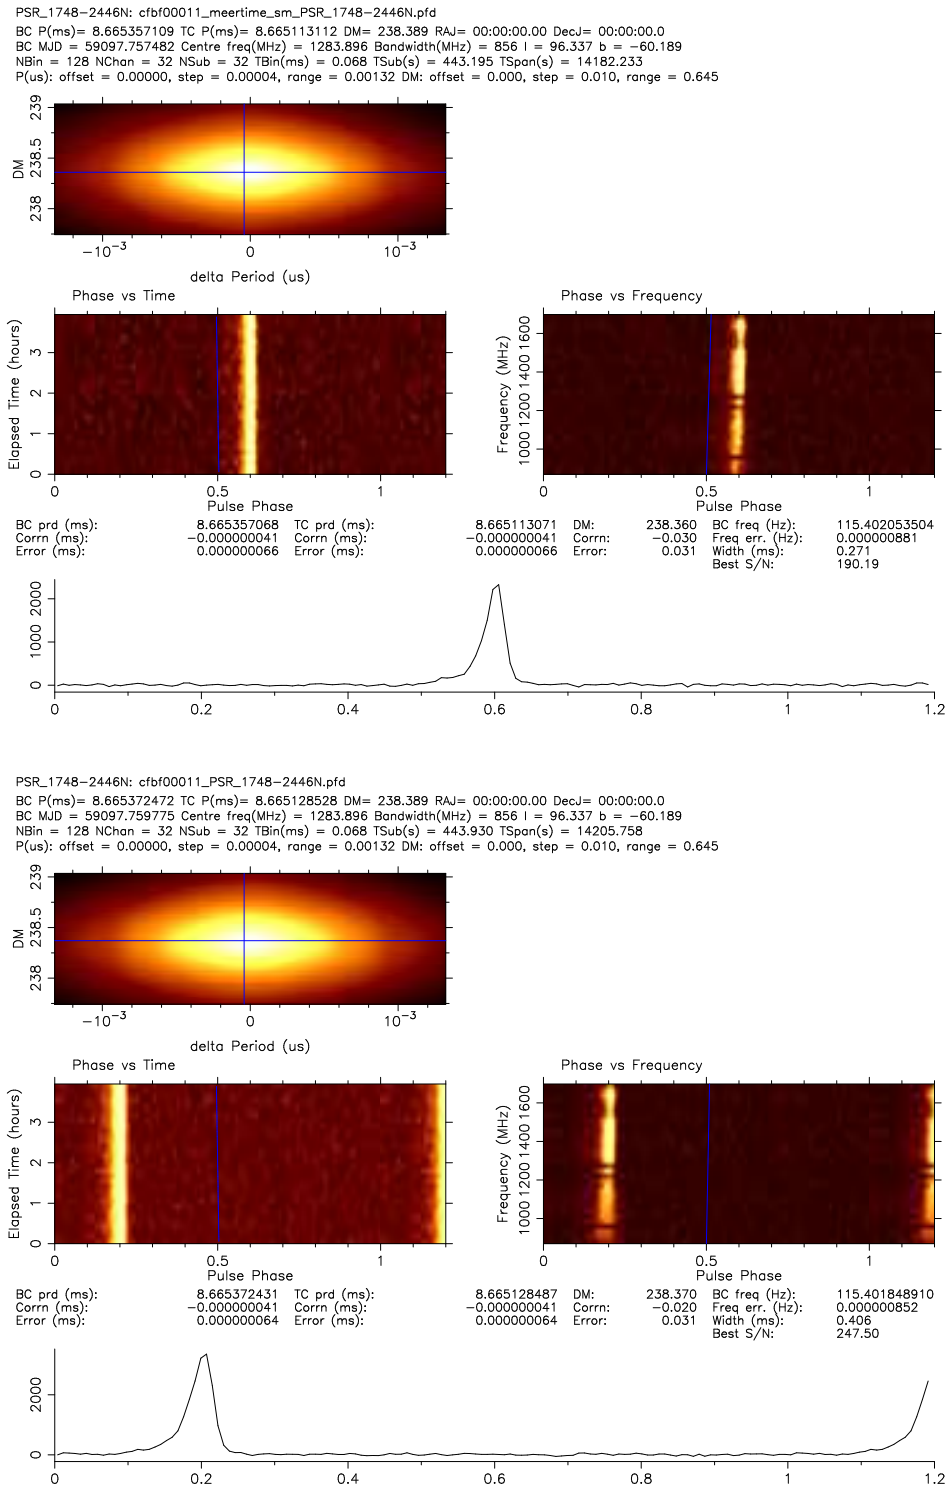 PSR_1748-2446N: cfbf00011_meertime_sm_PSR_1748-2446N.pfd
BC P(ms)= 8.665357109 TC P(ms)= 8.665113112 DM= 238.389 RAJ= 00:00:00.00 DecJ= 00:00:00.0
BC MJD = 59097.757482 Centre freq(MHz) = 1283.896 Bandwidth(MHz) = 856 l = 96.337 b = -60.189
NBin = 128 NChan = 32 NSub = 32 TBin(ms) = 0.068 TSub(s) = 443.195 TSpan(s) = 14182.233
P(us): offset = 0.00000, step = 0.00004, range = 0.00132 DM: offset = 0.000, step = 0.010, range = 0.645
DM
238 238.5 239
-10⁻³ 0 10⁻³
delta Period (us)
Phase vs Time
Elapsed Time (hours)
0 1 2 3
0 0.5 1
Pulse Phase
Phase vs Frequency
Frequency (MHz)
1000 1200 1400 1600
0 0.5 1
Pulse Phase
BC prd (ms): 8.665357068 TC prd (ms): 8.665113071 DM: 238.360 BC freq (Hz): 115.402053504
Corrn (ms): -0.000000041 Corrn (ms): -0.000000041 Corrn: -0.030 Freq err. (Hz): 0.000000881
Error (ms): 0.000000066 Error (ms): 0.000000066 Error: 0.031 Width (ms): 0.271
Best S/N: 190.19
0 1000 2000
0 0.2 0.4 0.6 0.8 1 1.2
PSR_1748-2446N: cfbf00011_PSR_1748-2446N.pfd
BC P(ms)= 8.665372472 TC P(ms)= 8.665128528 DM= 238.389 RAJ= 00:00:00.00 DecJ= 00:00:00.0
BC MJD = 59097.759775 Centre freq(MHz) = 1283.896 Bandwidth(MHz) = 856 l = 96.337 b = -60.189
NBin = 128 NChan = 32 NSub = 32 TBin(ms) = 0.068 TSub(s) = 443.930 TSpan(s) = 14205.758
P(us): offset = 0.00000, step = 0.00004, range = 0.00132 DM: offset = 0.000, step = 0.010, range = 0.645
DM
238 238.5 239
-10⁻³ 0 10⁻³
delta Period (us)
Phase vs Time
Elapsed Time (hours)
0 1 2 3
0 0.5 1
Pulse Phase
Phase vs Frequency
Frequency (MHz)
1000 1200 1400 1600
0 0.5 1
Pulse Phase
BC prd (ms): 8.665372431 TC prd (ms): 8.665128487 DM: 238.370 BC freq (Hz): 115.401848910
Corrn (ms): -0.000000041 Corrn (ms): -0.000000041 Corrn: -0.020 Freq err. (Hz): 0.000000852
Error (ms): 0.000000064 Error (ms): 0.000000064 Error: 0.031 Width (ms): 0.406
Best S/N: 247.50
0 2000
0 0.2 0.4 0.6 0.8 1 1.2